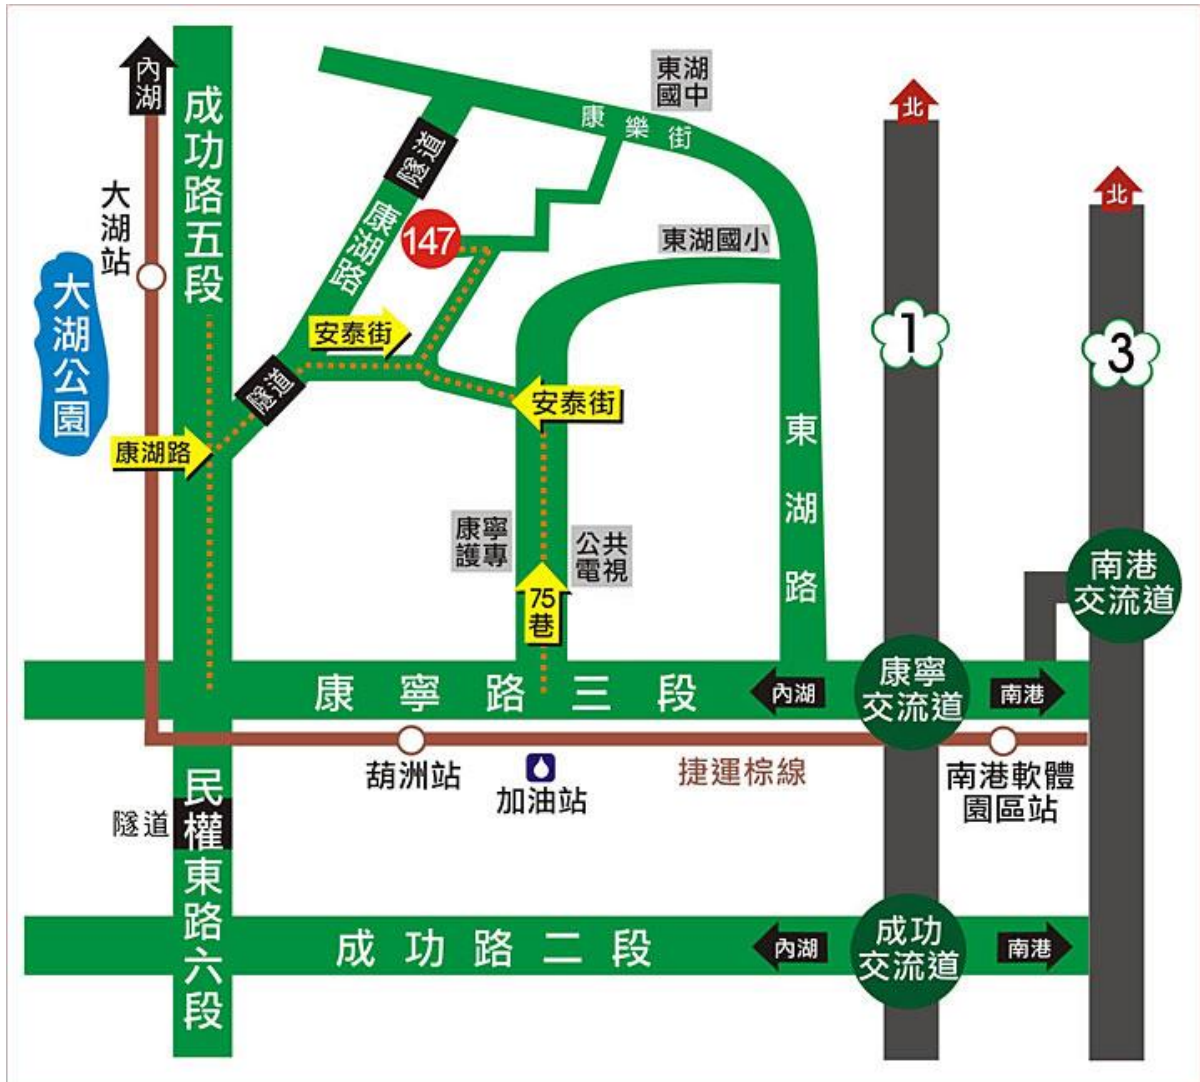 內湖
成功路五段
大湖站
大湖公園
康湖路
隧道
康湖路
隧道
147
安泰街
安泰街
康樂街
東湖
國中
東湖國小
東湖路
康寧
護專
公共
電視
75
巷
北
1
北
3
南港
交流道
康寧路三段
內湖
康寧
交流道
南港
葫洲站
加油站
捷運棕線
南港軟體
園區站
隧道
民權東路六段
成功路二段
內湖
成功
交流道
南港